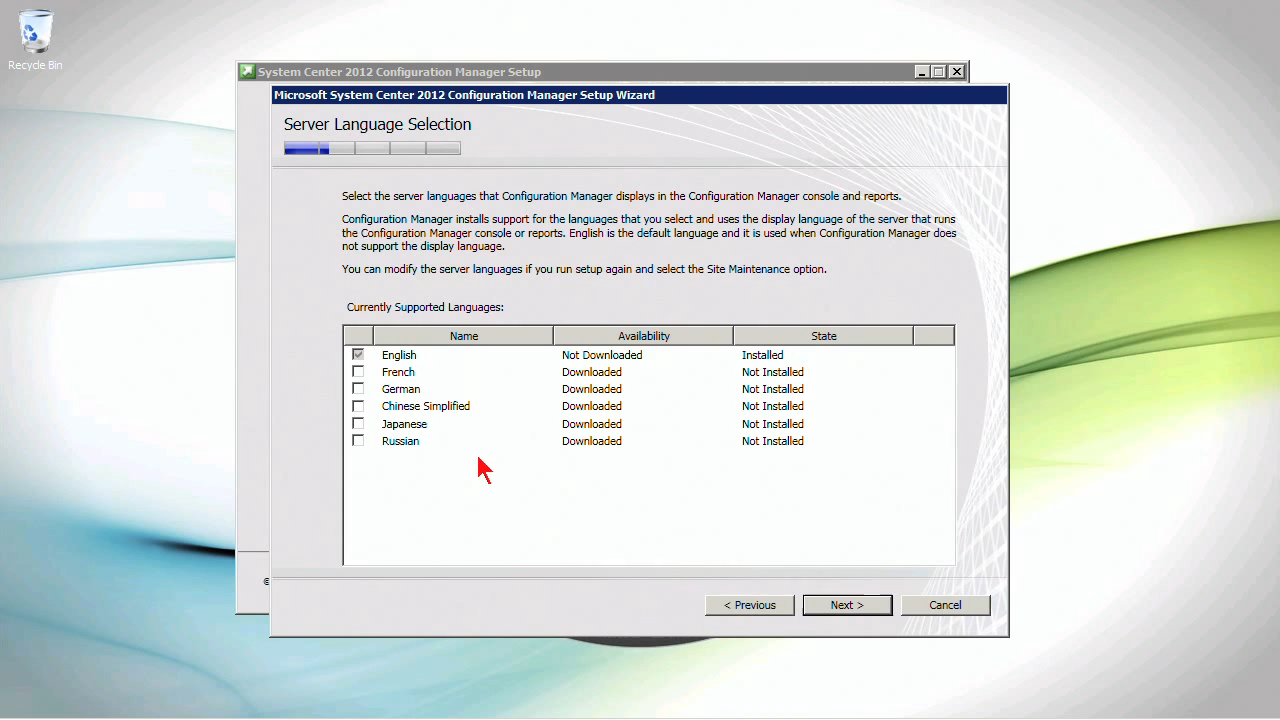 Recycle Bin
System Center 2012 Configuration Manager Setup
Microsoft System Center 2012 Configuration Manager Setup Wizard
Server Language Selection
Select the server languages that Configuration Manager displays in the Configuration Manager console and reports.
Configuration Manager installs support for the languages that you select and uses the display language of the server that runs
the Configuration Manager console or reports. English is the default language and it is used when Configuration Manager does
not support the display language.
You can modify the server languages if you run setup again and select the Site Maintenance option.
Currently Supported Languages:
Name Availability State
English Not Downloaded Installed
French Downloaded Not Installed
German Downloaded Not Installed
Chinese Simplified Downloaded Not Installed
Japanese Downloaded Not Installed
Russian Downloaded Not Installed
©
< Previous Next > Cancel